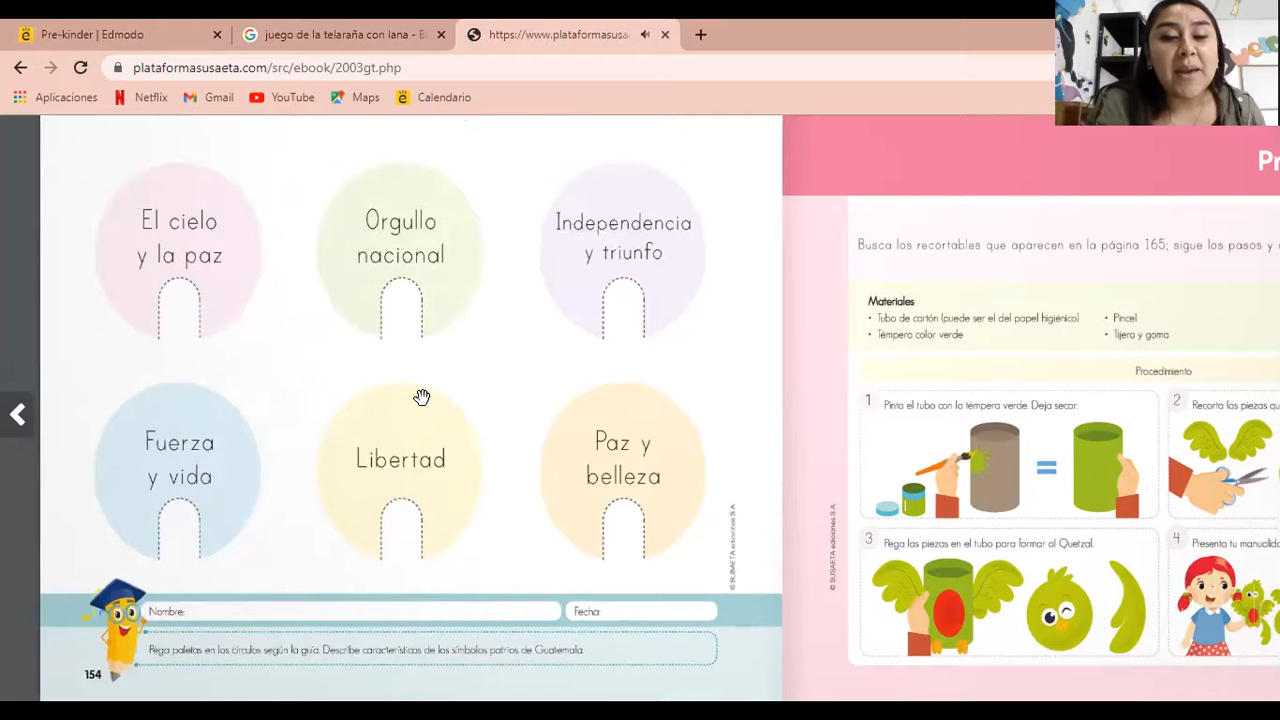 Pre-kinder | Edmodo
juego de la telaraña con lana - B
https://www.plataformasusa
plataformasusaeta.com/src/ebook/2003gt.php
Aplicaciones
Netflix
Gmail
YouTube
Maps
Calendario
El cielo
y la paz
Orgullo
nacional
Independencia
y triunfo
Fuerza
y vida
Libertad
Paz y
belleza
© SUSAETA ediciones S.A.
Nombre:
Fecha:
Pega paletas en los círculos según la guía. Describe características de los símbolos patrios de Guatemala.
154
Pr
Busca los recortables que aparecen en la página 165; sigue los pasos y
Materiales
• Tubo de cartón (puede ser el del papel higiénico)
• Témpera color verde
• Pincel
• Tijera y goma
Procedimiento
1 Pinta el tubo con la témpera verde. Deja secar.
2 Recorta las piezas qu
3 Pega las piezas en el tubo para formar al Quetzal.
4 Presenta tu manualid
© SUSAETA ediciones S.A.